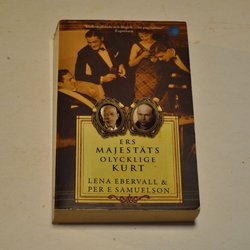 ERS
MAJESTÄTS
OLYCKLIGE
KURT
LENA EBERVALL &
PER E SAMUELSON